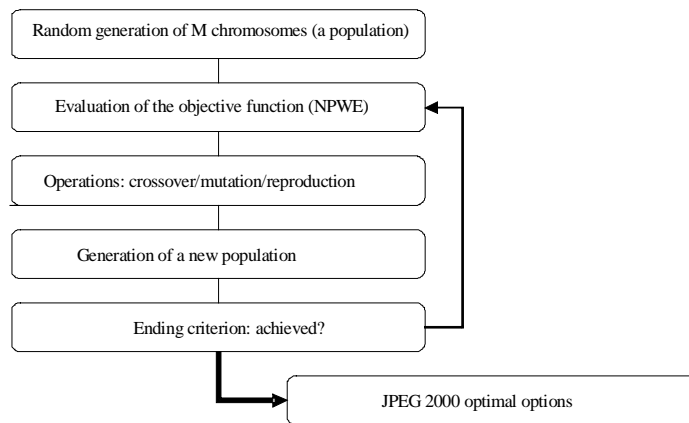 Random generation of M chromosomes (a population)
Evaluation of the objective function (NPWE)
Operations: crossover/mutation/reproduction
Generation of a new population
Ending criterion: achieved?
JPEG 2000 optimal options